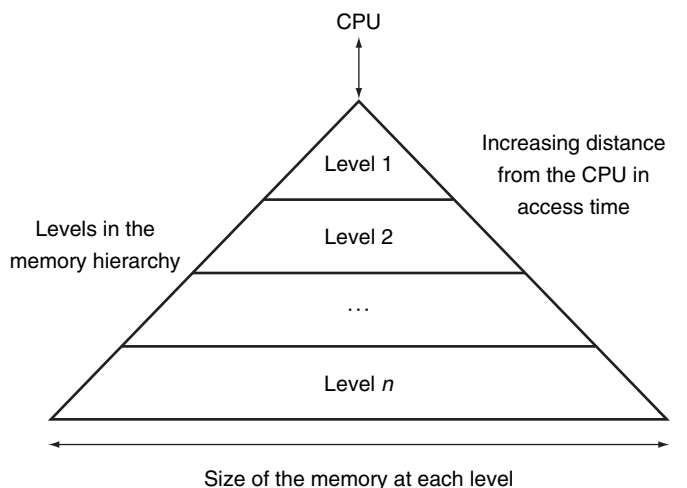 CPU
Increasing distance
from the CPU in
access time
Level 1
Levels in the
memory hierarchy
Level 2
...
Level n
Size of the memory at each level